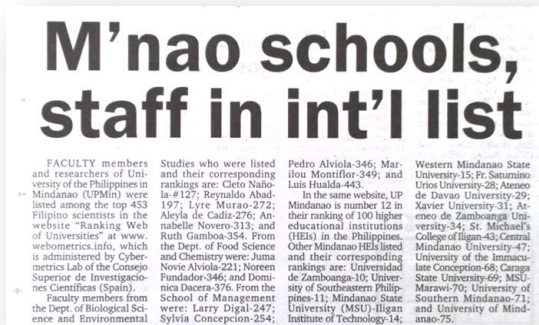 M'nao schools,
staff in int'l list
FACULTY members
and researchers of Uni-
versity of the Philippines in
Mindanao (UPMin) were
listed among the top 453
Filipino scientists in the
website "Ranking Web
of Universities" at www.
webometrics.info, which
is administered by Cyber-
metrics Lab of the Consejo
Superior de Investigacio-
nes Científicas (Spain).
Faculty members from
the Dept. of Biological Sci-
ence and Environmental
Studies who were listed
and their corresponding
rankings are: Cleto Naño-
la-#127; Reynaldo Abad-
197; Lyre Murao-272;
Aleyla de Cadiz-276; An-
nabelle Novero-313; and
Ruth Gamboa-354. From
the Dept. of Food Science
and Chemistry were: Juma
Novie Alviola-221; Noreen
Fundador-346; and Domi-
nica Dacera-376. From the
School of Management
were: Larry Digal-247;
Sylvia Concepcion-254;
Pedro Alviola-346; Mar-
ilou Montiflor-349; and
Luis Hualda-443.
In the same website, UP
Mindanao is number 12 in
their ranking of 100 higher
educational institutions
(HEIs) in the Philippines.
Other Mindanao HEIs listed
and their corresponding
rankings are: Universidad
de Zamboanga-10; Univer-
sity of Southeastern Philip-
pines-11; Mindanao State
University (MSU)-Iligan
Institute of Technology-14;
Western Mindanao State
University-15; Fr. Saturnino
Urios University-28; Ateneo
de Davao University-29;
Xavier University-31; At-
eneo de Zamboanga Uni-
versity-34; St. Michael's
College of Iligan-43; Central
Mindanao University-47;
University of the Immacu-
late Conception-68; Caraga
State University-69; MSU-
Marawi-70; University of
Southern Mindanao-71;
and University of Mind-
anao-75.